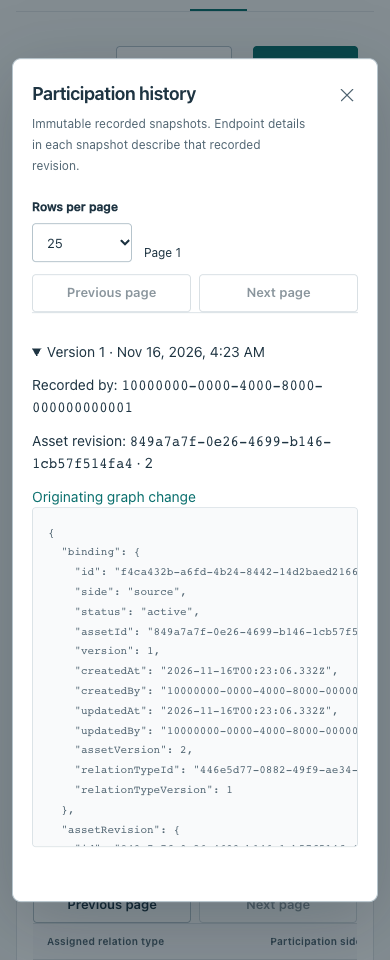 Participation history
Immutable recorded snapshots. Endpoint details
in each snapshot describe that recorded
revision.
Rows per page
25
Page 1
Previous page
Next page
▼ Version 1 · Nov 16, 2026, 4:23 AM
Recorded by: 10000000-0000-4000-8000-
000000000001
Asset revision: 849a7a7f-0e26-4699-b146-
1cb57f514fa4 · 2
Originating graph change
{
"binding": {
"id": "f4ca432b-a6fd-4b24-8442-14d2baed2166
"side": "source",
"status": "active",
"assetId": "849a7a7f-0e26-4699-b146-1cb57f5
"version": 1,
"createdAt": "2026-11-16T00:23:06.332Z",
"createdBy": "10000000-0000-4000-8000-00000
"updatedAt": "2026-11-16T00:23:06.332Z",
"updatedBy": "10000000-0000-4000-8000-00000
"assetVersion": 2,
"relationTypeId": "446e5d77-0882-49f9-ae34-
"relationTypeVersion": 1
},
"assetRevision": {
Previous page
Next page
Assigned relation type
Participation side